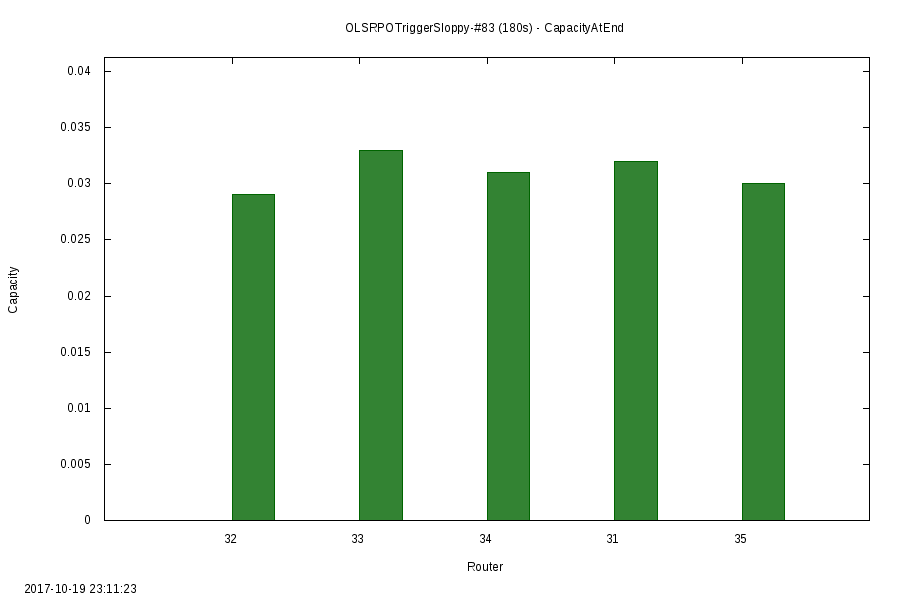 OLSRPOTriggerSloppy-#83 (180s) - CapacityAtEnd
0.04
0.035
0.03
0.025
0.02
0.015
0.01
0.005
0
Capacity
32 33 34 31 35
Router
2017-10-19 23:11:23